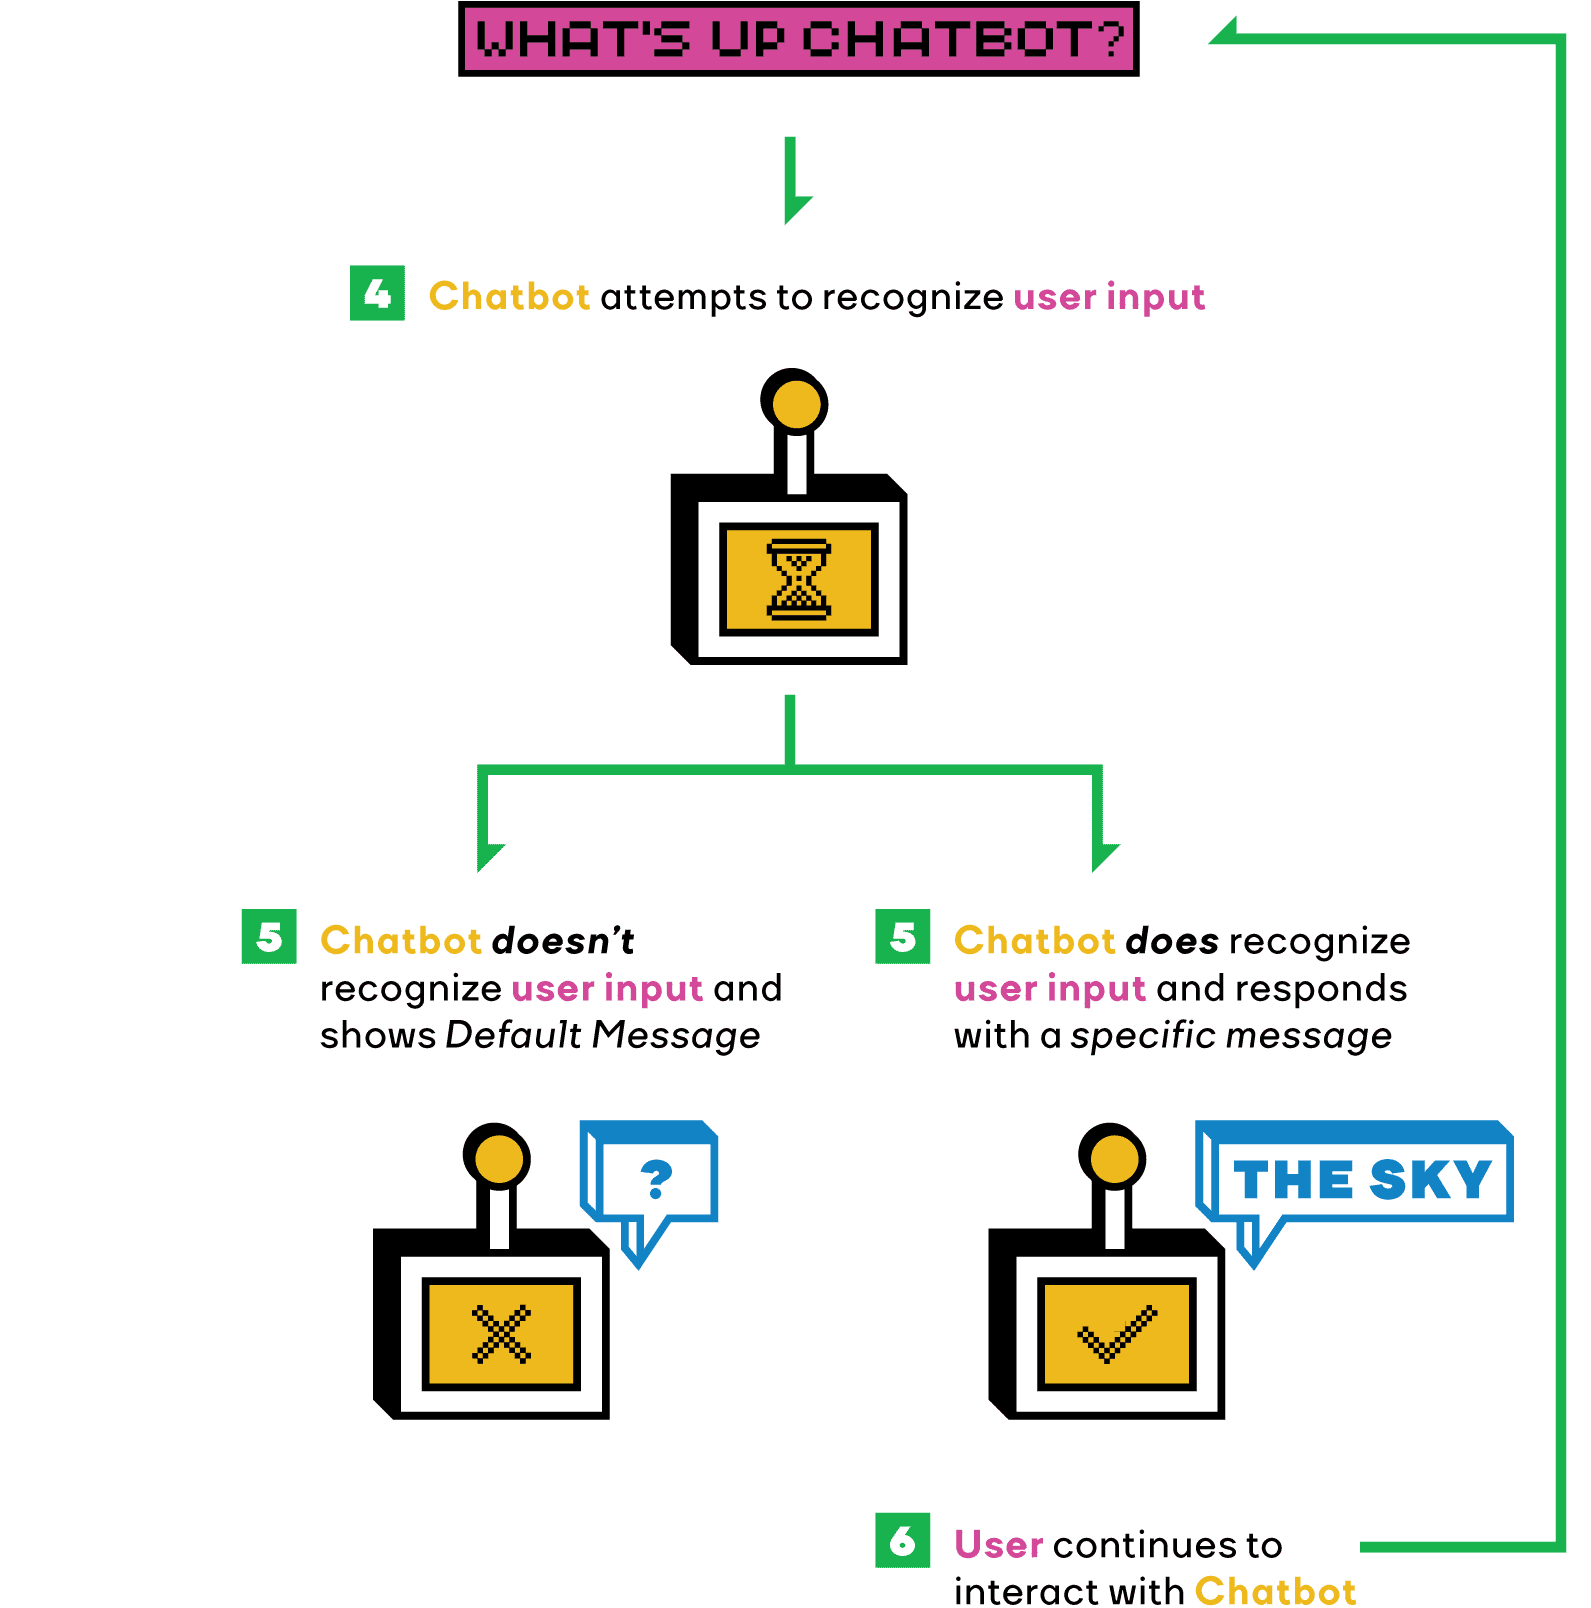 WHAT'S UP CHATBOT?
4 Chatbot attempts to recognize user input
5 Chatbot doesn't
recognize user input and
shows Default Message
?
5 Chatbot does recognize
user input and responds
with a specific message
THE SKY
6 User continues to
interact with Chatbot